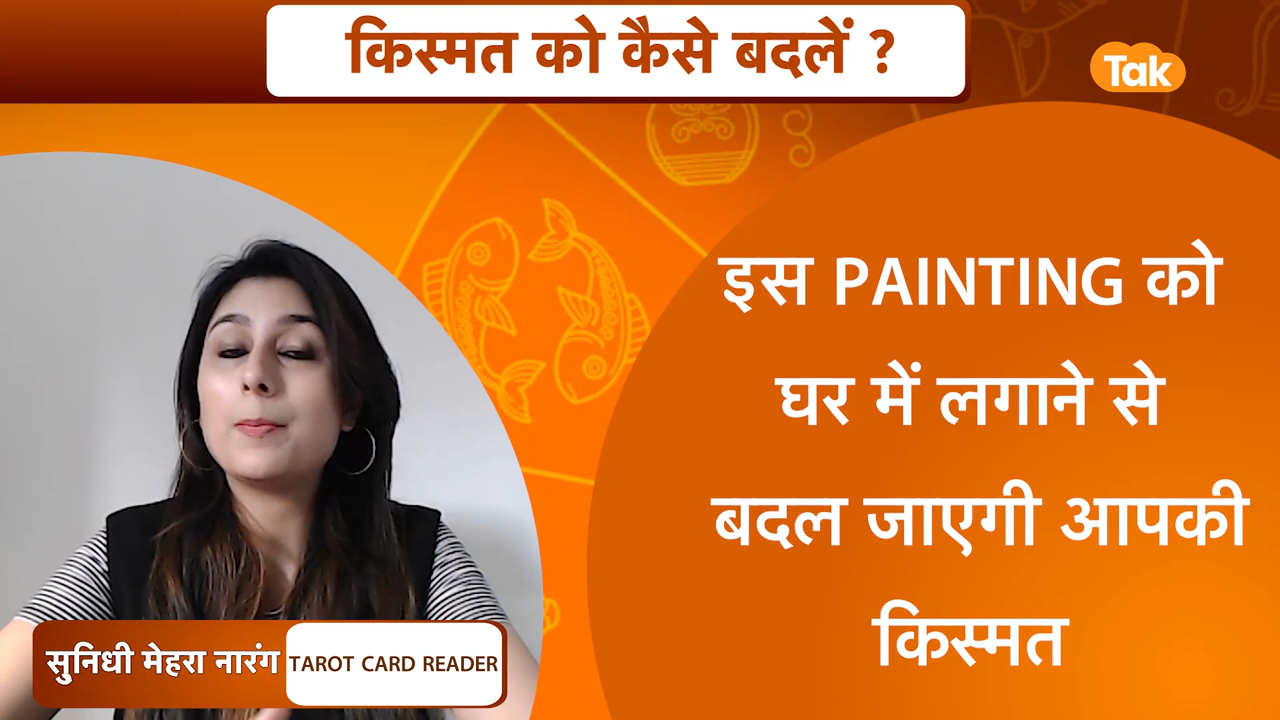 किस्मत को कैसे बदलें ?
Tak
इस PAINTING को
घर में लगाने से
बदल जाएगी आपकी
किस्मत
सुनिधी मेहरा नारंग TAROT CARD READER